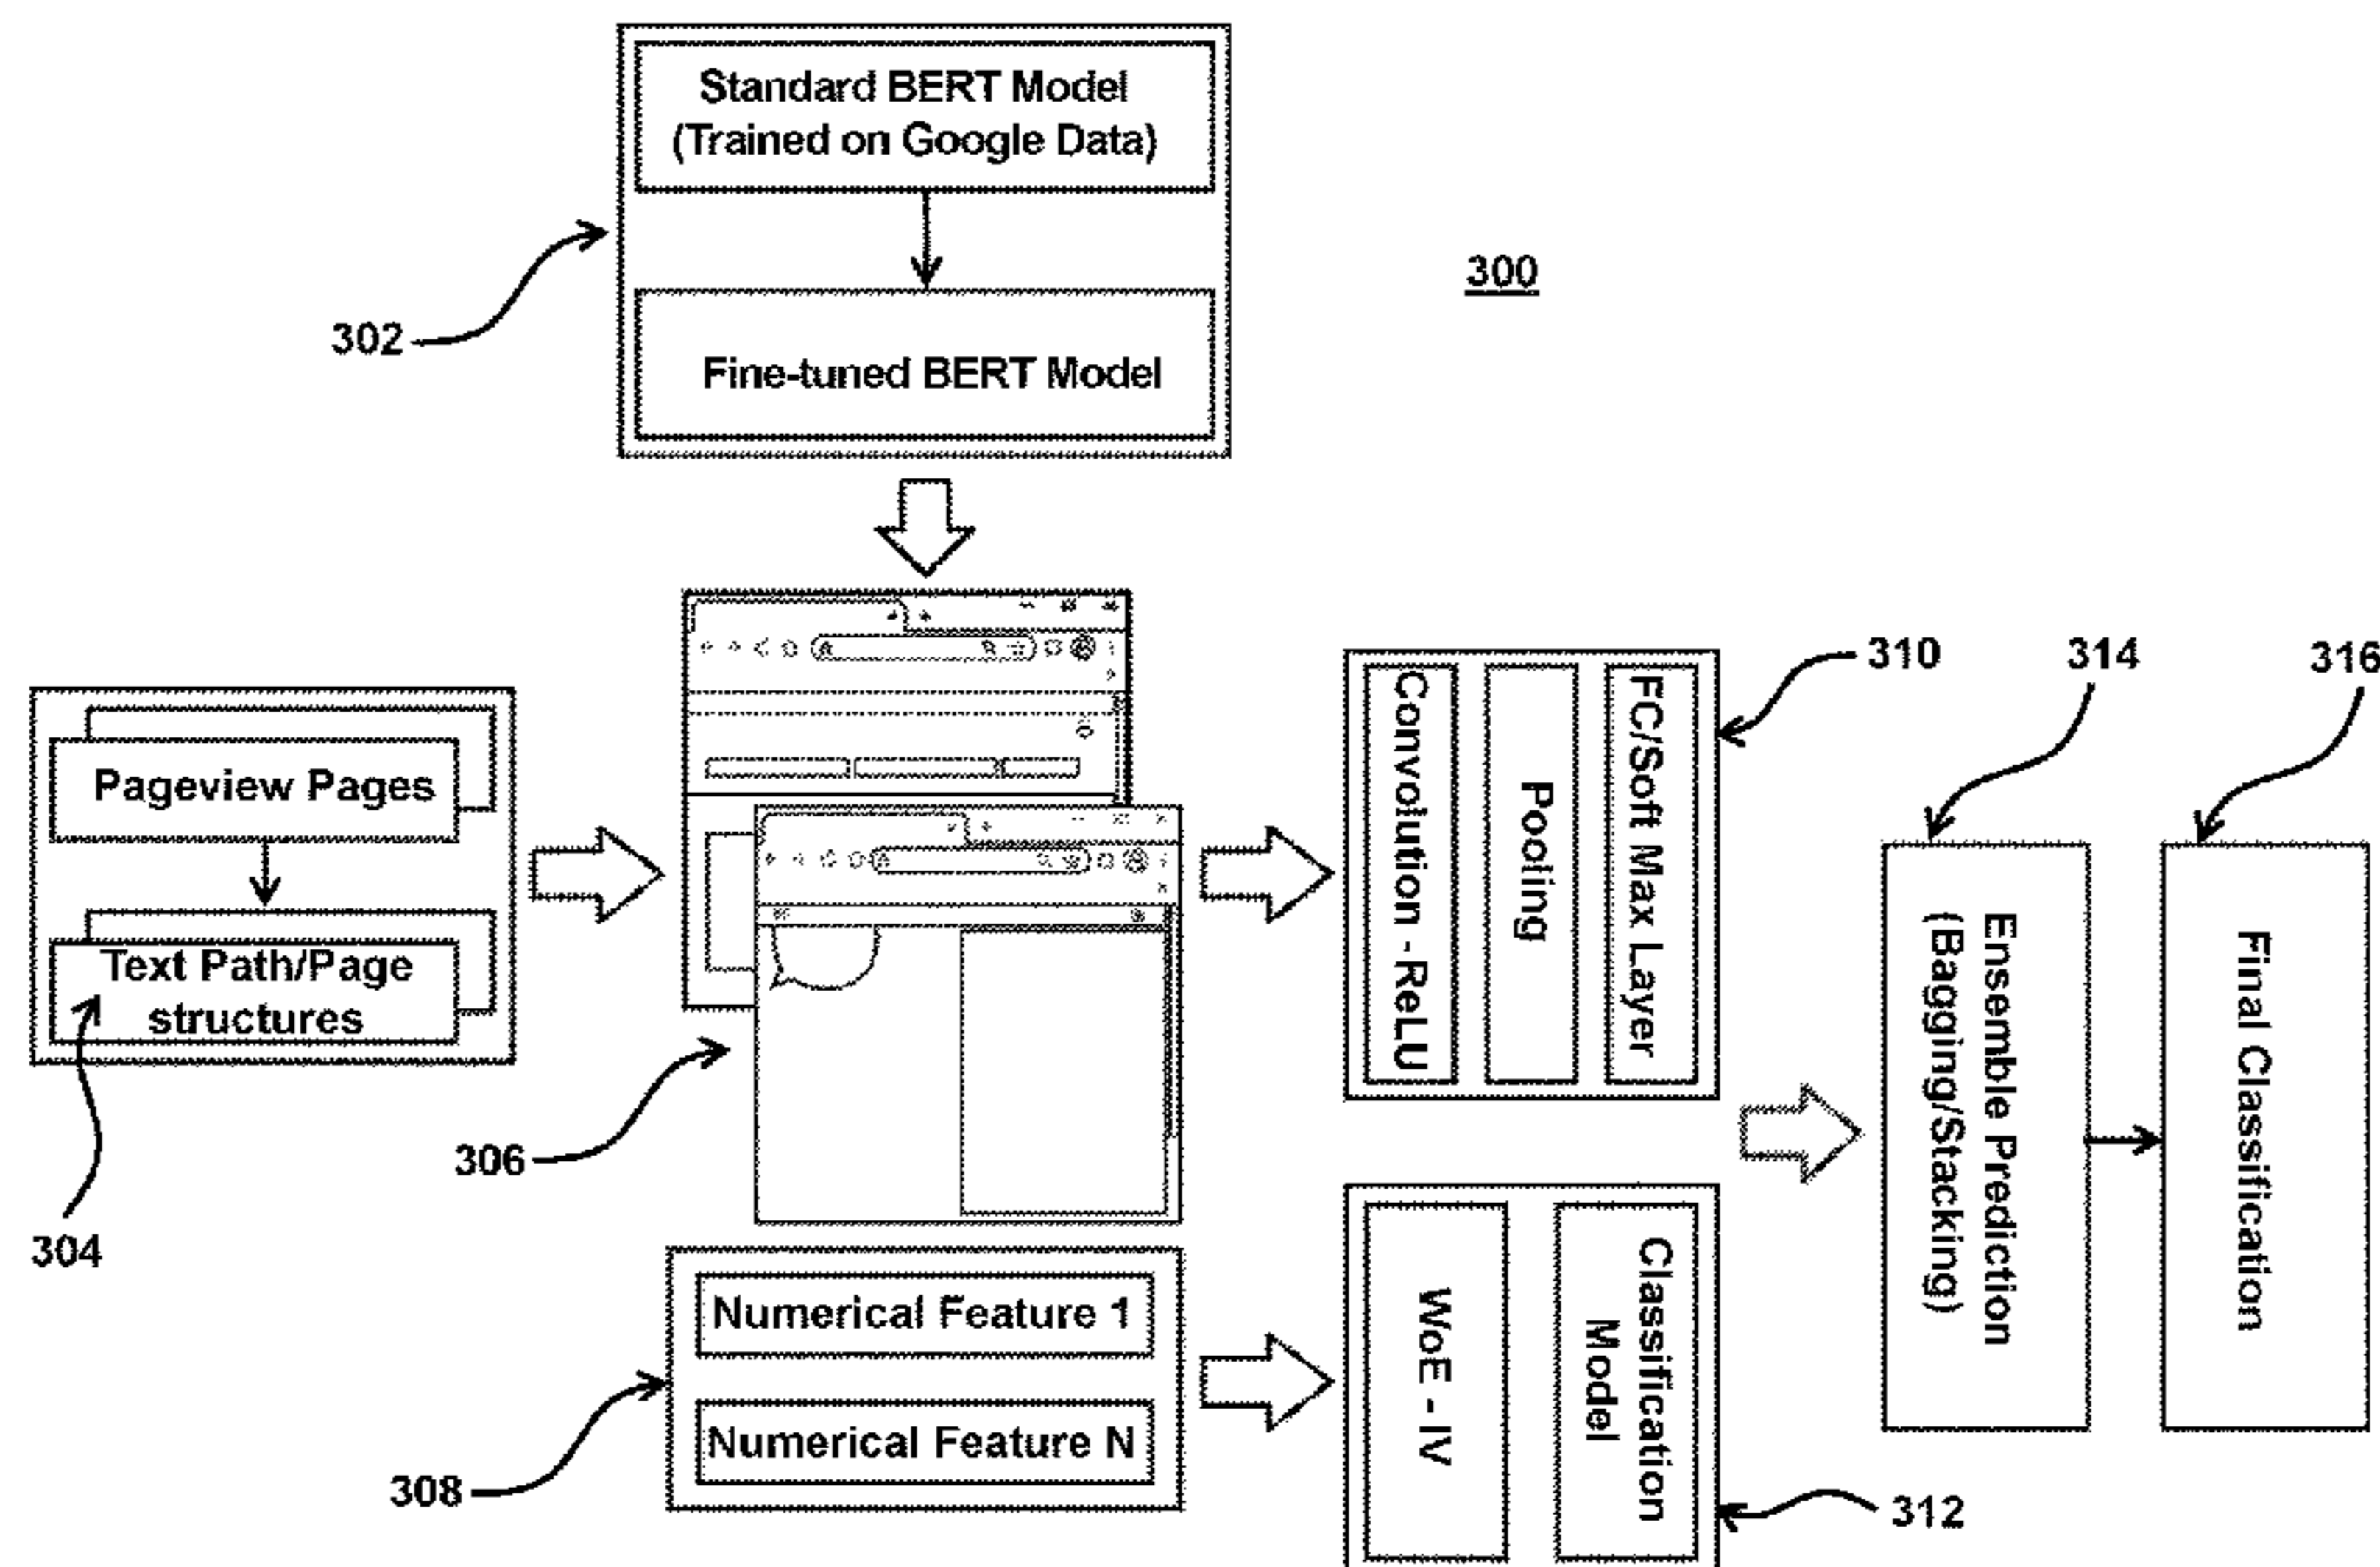 Standard BERT Model
(Trained on Google Data)
300
302
Fine-tuned BERT Model
310
314
316
Pageview Pages
Text Path/Page
structures
304
306
Convolution - ReLU
Pooling
FC/Soft Max Layer
Ensemble Prediction
(Bagging/Stacking)
Final Classification
Numerical Feature 1
Numerical Feature N
308
WoE - IV
Classification
Model
312